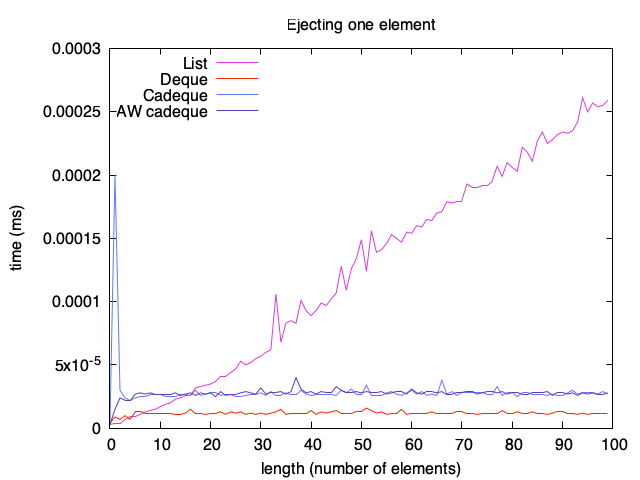 Ejecting one element
0.0003
0.00025
0.0002
0.00015
0.0001
5x10⁻⁵
0
time (ms)
List
Deque
Cadeque
AW cadeque
0 10 20 30 40 50 60 70 80 90 100
length (number of elements)